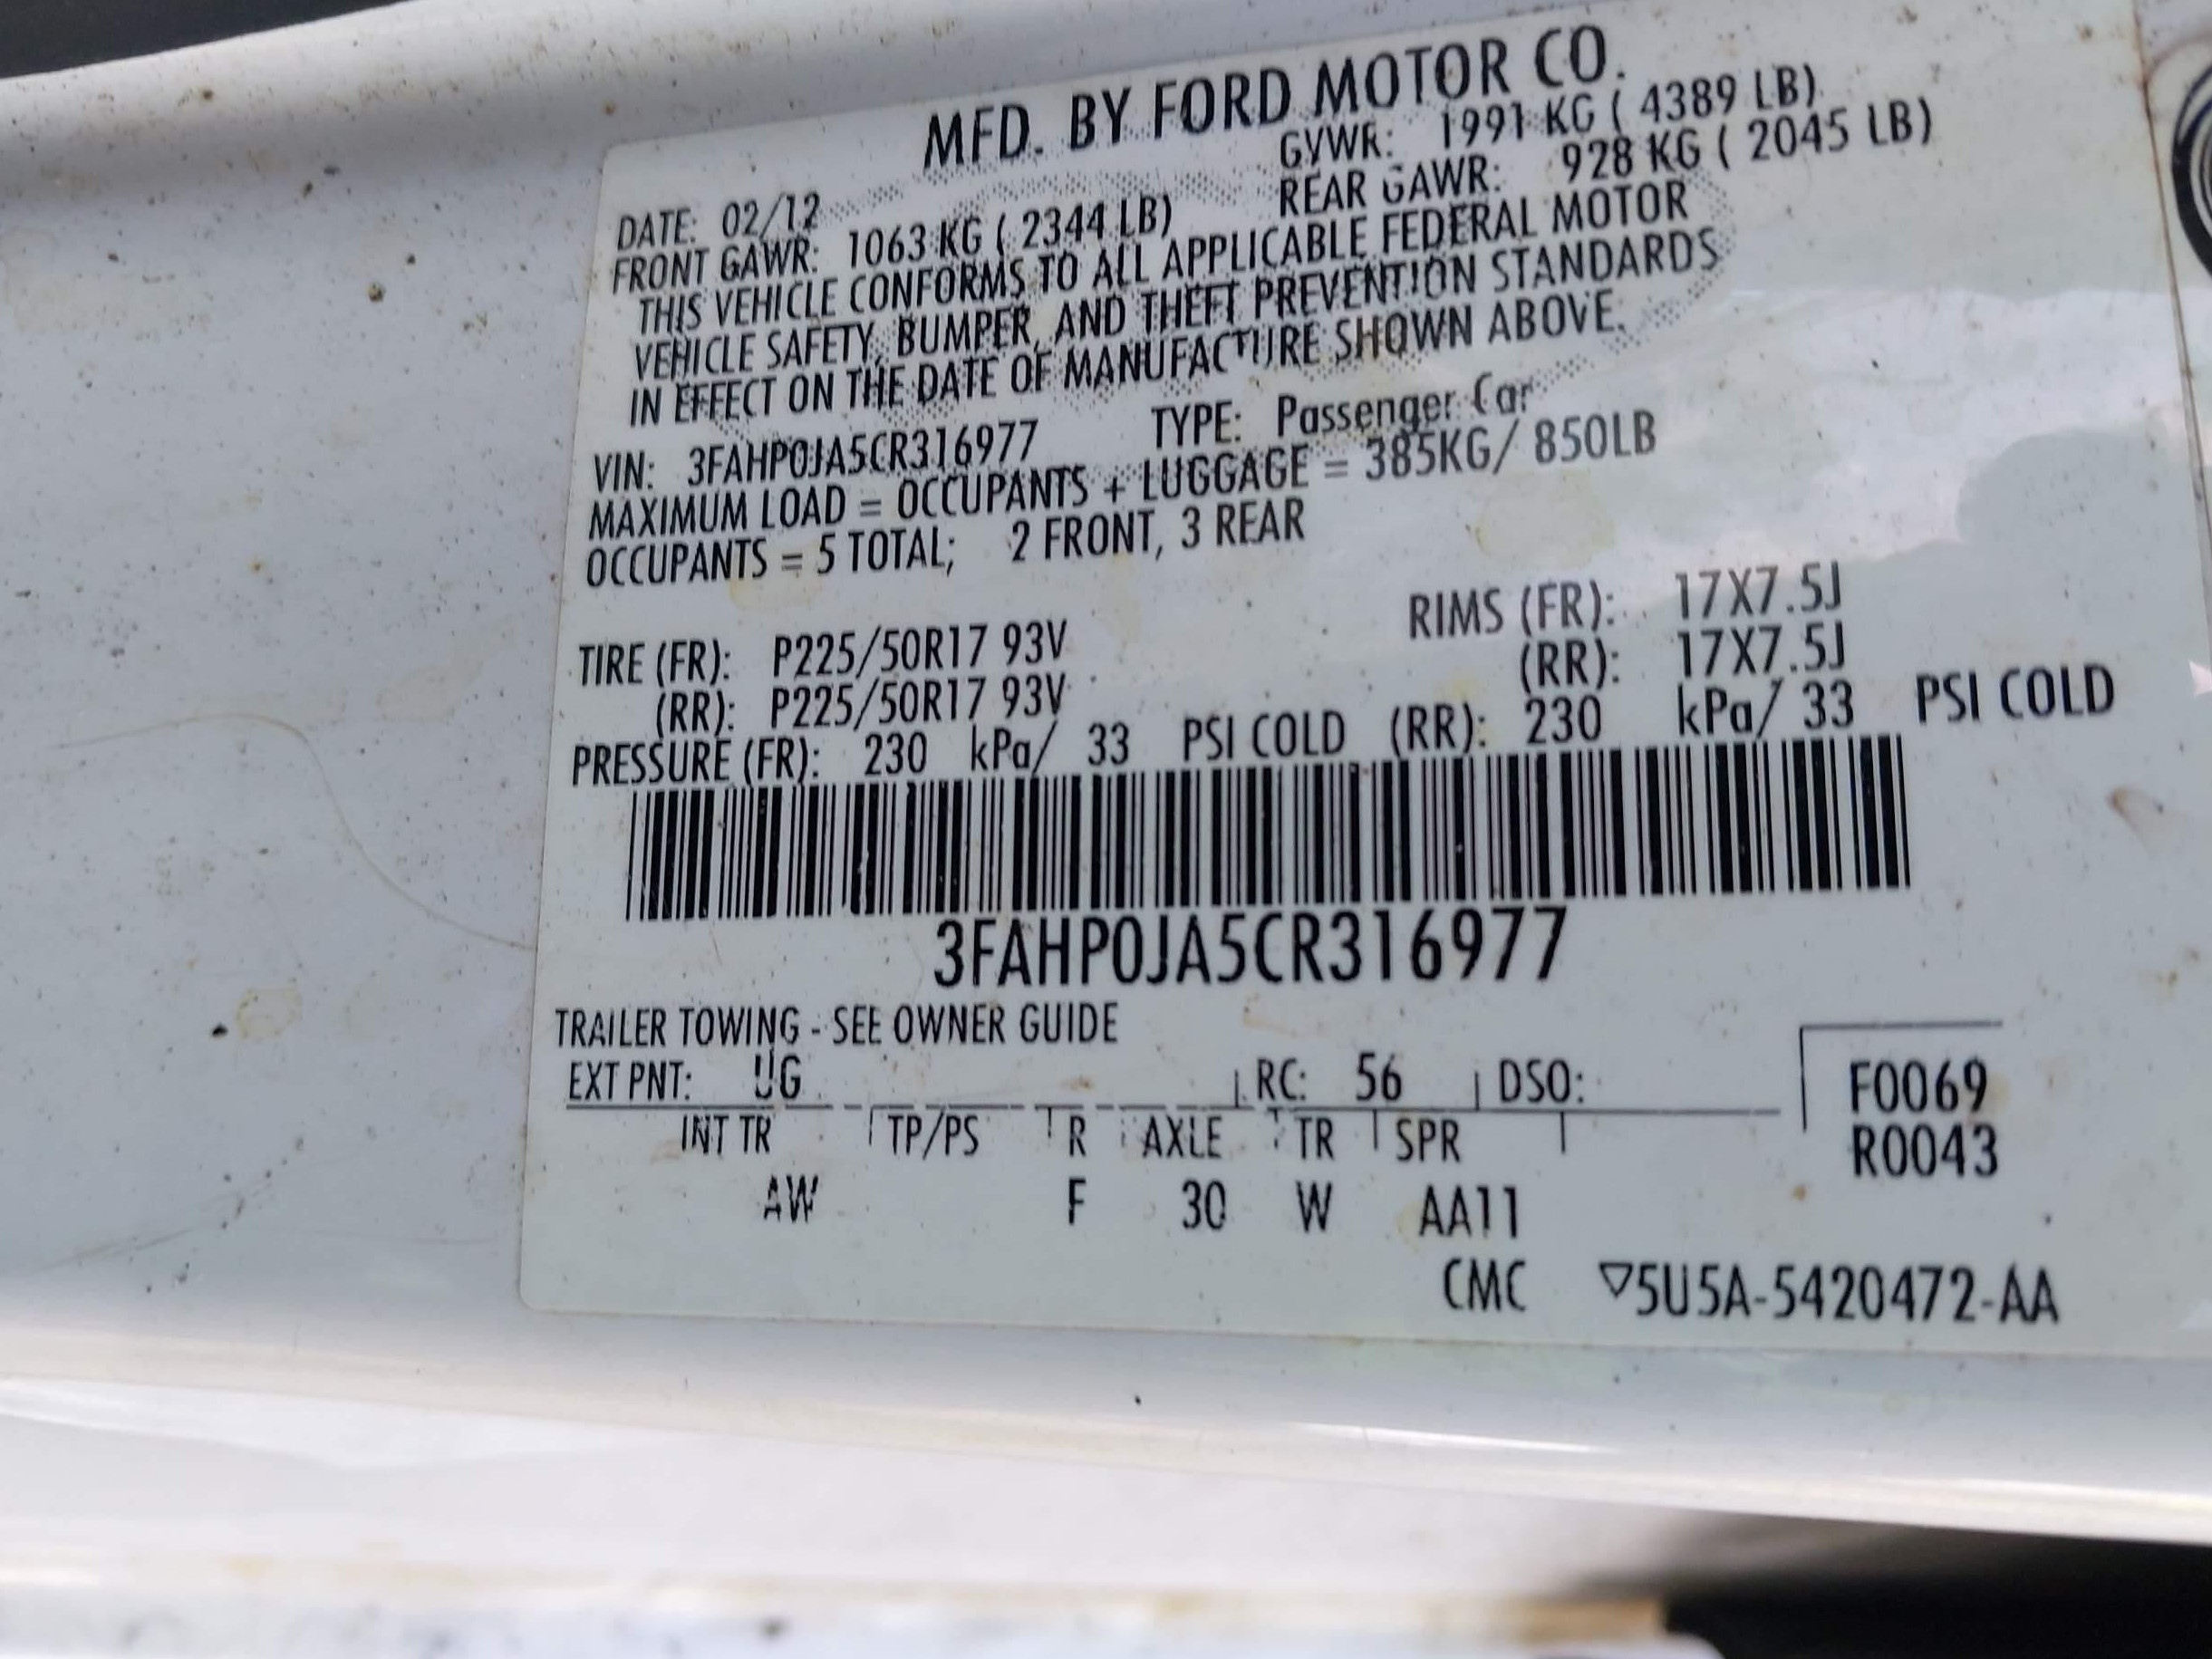 MFD. BY FORD MOTOR CO.
DATE: 02/12 GVWR: 1991 KG ( 4389 LB)
FRONT GAWR: 1063 KG ( 2344 LB) REAR GAWR: 928 KG ( 2045 LB)
THIS VEHICLE CONFORMS TO ALL APPLICABLE FEDERAL MOTOR
VEHICLE SAFETY, BUMPER, AND THEFT PREVENTION STANDARDS
IN EFFECT ON THE DATE OF MANUFACTURE SHOWN ABOVE.
VIN: 3FAHP0JA5CR316977 TYPE: Passenger Car
MAXIMUM LOAD = OCCUPANTS + LUGGAGE = 385KG/ 850LB
OCCUPANTS = 5 TOTAL; 2 FRONT, 3 REAR
TIRE (FR): P225/50R17 93V RIMS (FR): 17X7.5J
(RR): P225/50R17 93V (RR): 17X7.5J
PRESSURE (FR): 230 kPa/ 33 PSI COLD (RR): 230 kPa/ 33 PSI COLD
3FAHP0JA5CR316977
TRAILER TOWING - SEE OWNER GUIDE
EXT PNT: UG RC: 56 DSO: F0069
INT TR TP/PS R AXLE TR SPR R0043
AW F 30 W AA11
CMC ▽5U5A-5420472-AA